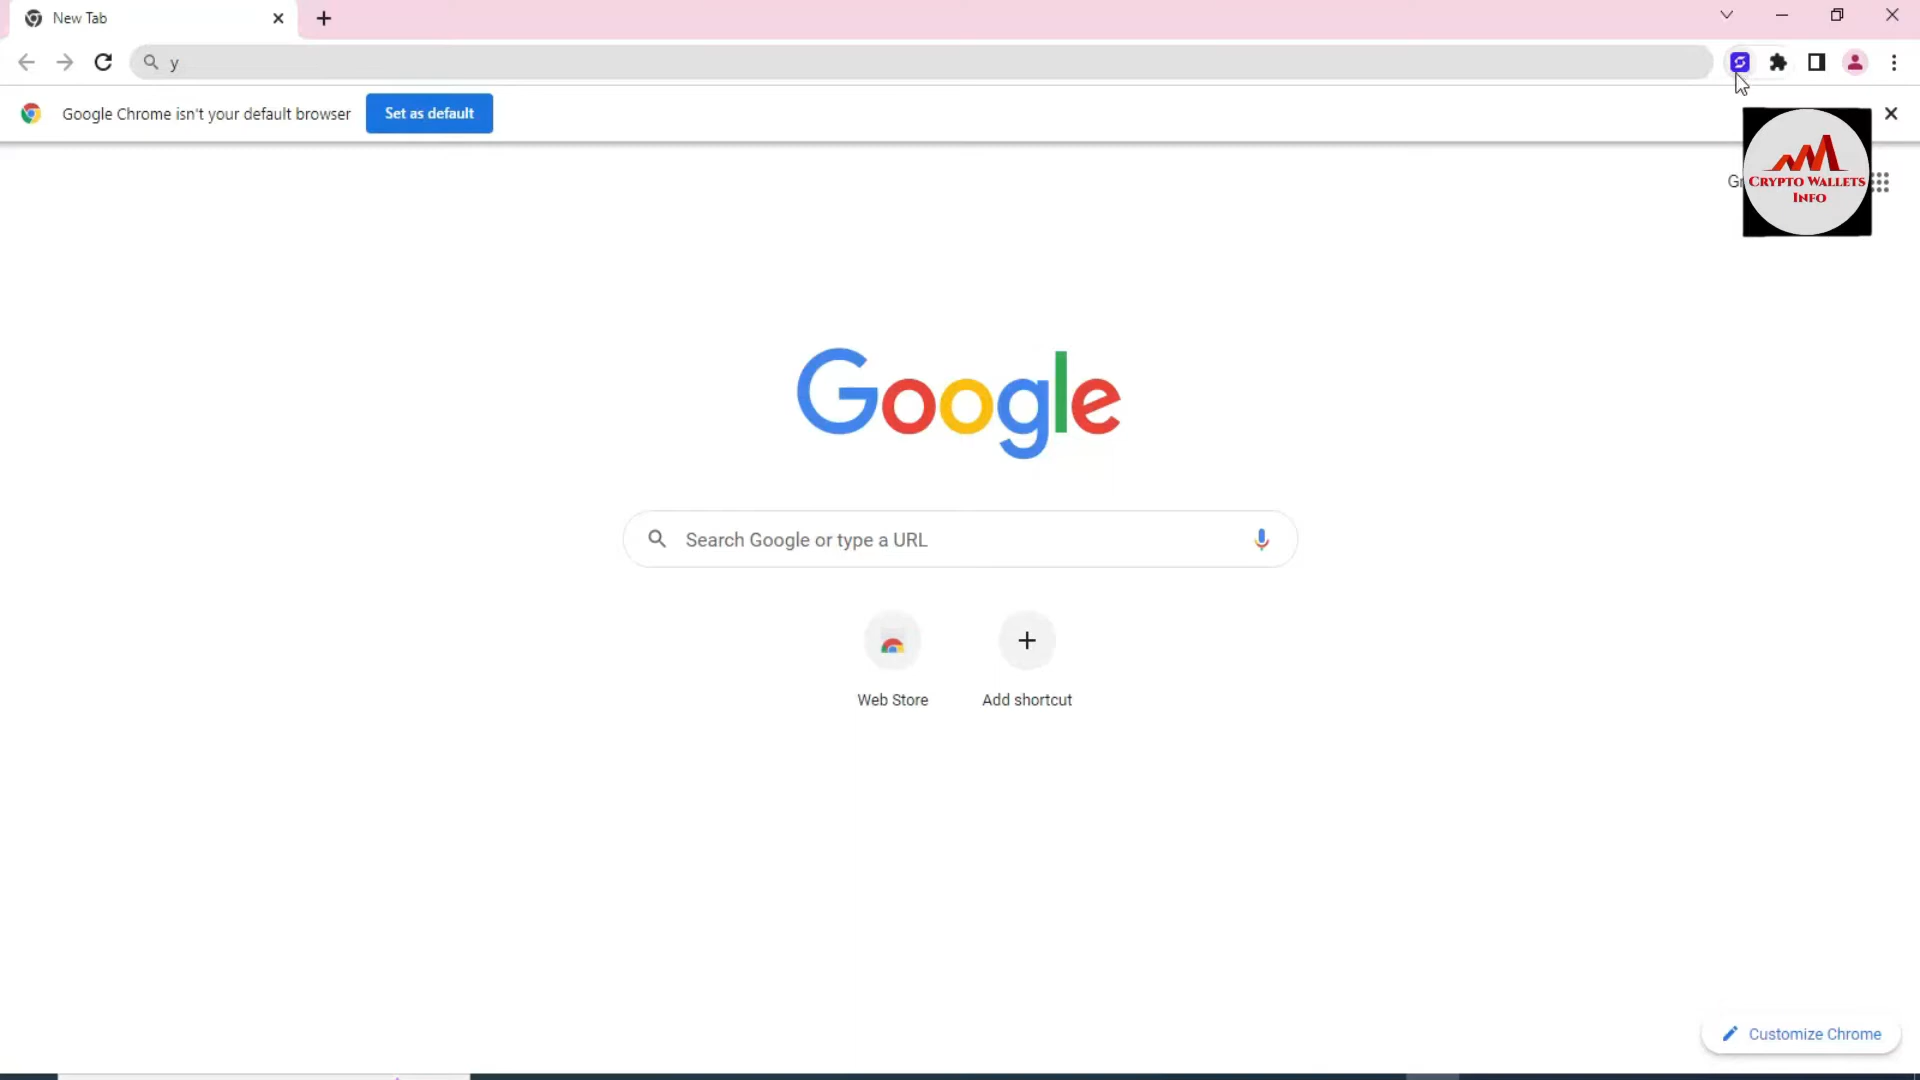 New Tab
y
Google Chrome isn't your default browser
Set as default
CRYPTO WALLETS
INFO
Google
Search Google or type a URL
Web Store
Add shortcut
Customize Chrome